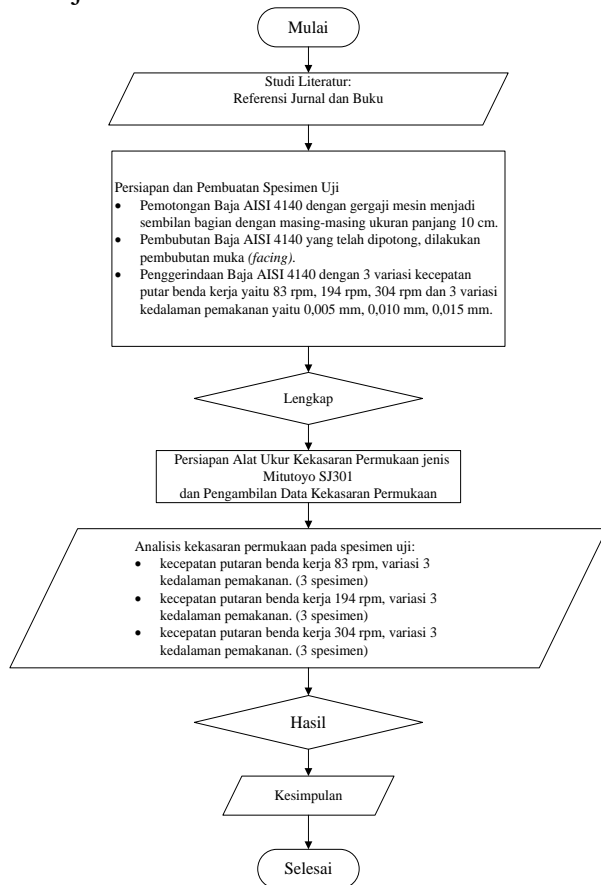 Mulai
Studi Literatur:
Referensi Jurnal dan Buku
Persiapan dan Pembuatan Spesimen Uji
• Pemotongan Baja AISI 4140 dengan gergaji mesin menjadi
sembilan bagian dengan masing-masing ukuran panjang 10 cm.
• Pembubutan Baja AISI 4140 yang telah dipotong, dilakukan
pembubutan muka (facing).
• Penggerindaan Baja AISI 4140 dengan 3 variasi kecepatan
putar benda kerja yaitu 83 rpm, 194 rpm, 304 rpm dan 3 variasi
kedalaman pemakanan yaitu 0,005 mm, 0,010 mm, 0,015 mm.
Lengkap
Persiapan Alat Ukur Kekasaran Permukaan jenis
Mitutoyo SJ301
dan Pengambilan Data Kekasaran Permukaan
Analisis kekasaran permukaan pada spesimen uji:
• kecepatan putaran benda kerja 83 rpm, variasi 3
kedalaman pemakanan. (3 spesimen)
• kecepatan putaran benda kerja 194 rpm, variasi 3
kedalaman pemakanan. (3 spesimen)
• kecepatan putaran benda kerja 304 rpm, variasi 3
kedalaman pemakanan. (3 spesimen)
Hasil
Kesimpulan
Selesai